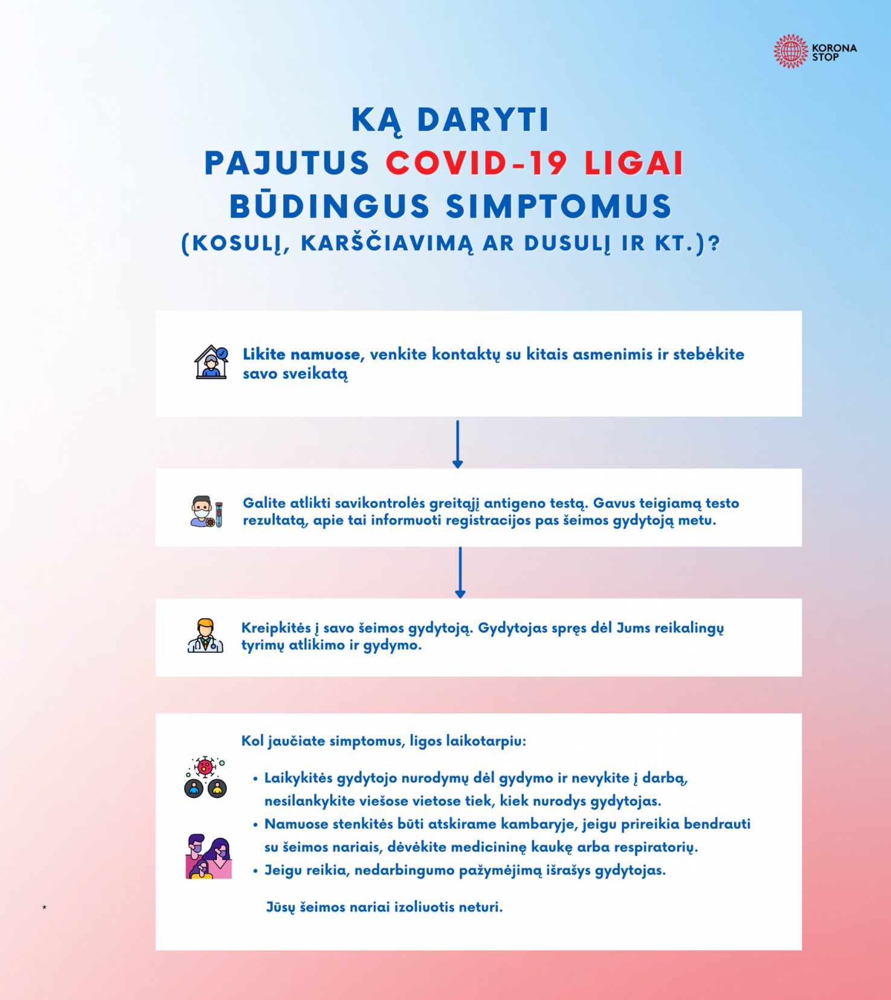 KORONA
STOP
KĄ DARYTI
PAJUTUS COVID-19 LIGAI
BŪDINGUS SIMPTOMUS
(KOSULĮ, KARŠČIAVIMĄ AR DUSULĮ IR KT.)?
Likite namuose, venkite kontaktų su kitais asmenimis ir stebėkite
savo sveikatą
Galite atlikti savikontrolės greitąjį antigeno testą. Gavus teigiamą testo
rezultatą, apie tai informuoti registracijos pas šeimos gydytoją metu.
Kreipkitės į savo šeimos gydytoją. Gydytojas spręs dėl Jums reikalingų
tyrimų atlikimo ir gydymo.
Kol jaučiate simptomus, ligos laikotarpiu:
• Laikykitės gydytojo nurodymų dėl gydymo ir nevykite į darbą,
nesilankykite viešose vietose tiek, kiek nurodys gydytojas.
• Namuose stenkitės būti atskirame kambaryje, jeigu prireikia bendrauti
su šeimos nariais, dėvėkite medicininę kaukę arba respiratorių.
• Jeigu reikia, nedarbingumo pažymėjimą išrašys gydytojas.
Jūsų šeimos nariai izoliuotis neturi.
*